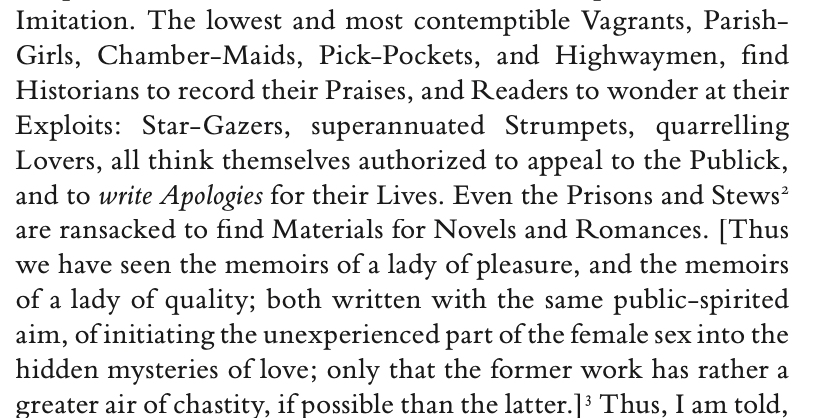 Imitation. The lowest and most contemptible Vagrants, Parish-
Girls, Chamber-Maids, Pick-Pockets, and Highwaymen, find
Historians to record their Praises, and Readers to wonder at their
Exploits: Star-Gazers, superannuated Strumpets, quarrelling
Lovers, all think themselves authorized to appeal to the Publick,
and to write Apologies for their Lives. Even the Prisons and Stews²
are ransacked to find Materials for Novels and Romances. [Thus
we have seen the memoirs of a lady of pleasure, and the memoirs
of a lady of quality; both written with the same public-spirited
aim, of initiating the unexperienced part of the female sex into the
hidden mysteries of love; only that the former work has rather a
greater air of chastity, if possible than the latter.]³ Thus, I am told,